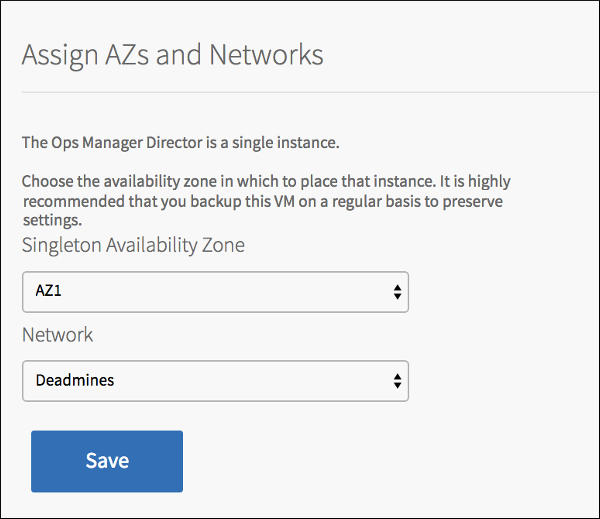 Assign AZs and Networks
The Ops Manager Director is a single instance.
Choose the availability zone in which to place that instance. It is highly
recommended that you backup this VM on a regular basis to preserve
settings.
Singleton Availability Zone
AZ1
Network
Deadmines
Save